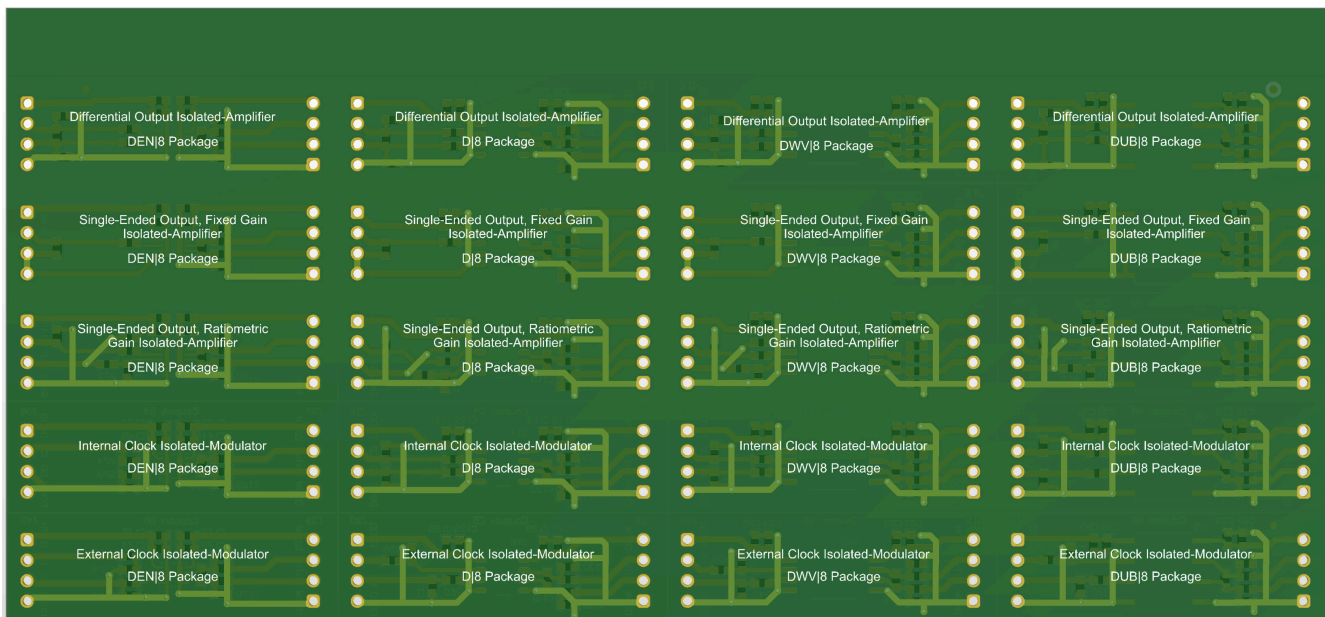 Differential Output Isolated-Amplifier
DEN|8 Package
Differential Output Isolated-Amplifier
D|8 Package
Differential Output Isolated-Amplifier
DWV|8 Package
Differential Output Isolated-Amplifier
DUB|8 Package
Single-Ended Output, Fixed Gain
Isolated-Amplifier
DEN|8 Package
Single-Ended Output, Fixed Gain
Isolated-Amplifier
D|8 Package
Single-Ended Output, Fixed Gain
Isolated-Amplifier
DWV|8 Package
Single-Ended Output, Fixed Gain
Isolated-Amplifier
DUB|8 Package
Single-Ended Output, Ratiometric
Gain Isolated-Amplifier
DEN|8 Package
Single-Ended Output, Ratiometric
Gain Isolated-Amplifier
D|8 Package
Single-Ended Output, Ratiometric
Gain Isolated-Amplifier
DWV|8 Package
Single-Ended Output, Ratiometric
Gain Isolated-Amplifier
DUB|8 Package
Internal Clock Isolated-Modulator
DEN|8 Package
Internal Clock Isolated-Modulator
D|8 Package
Internal Clock Isolated-Modulator
DWV|8 Package
Internal Clock Isolated-Modulator
DUB|8 Package
External Clock Isolated-Modulator
DEN|8 Package
External Clock Isolated-Modulator
D|8 Package
External Clock Isolated-Modulator
DWV|8 Package
External Clock Isolated-Modulator
DUB|8 Package